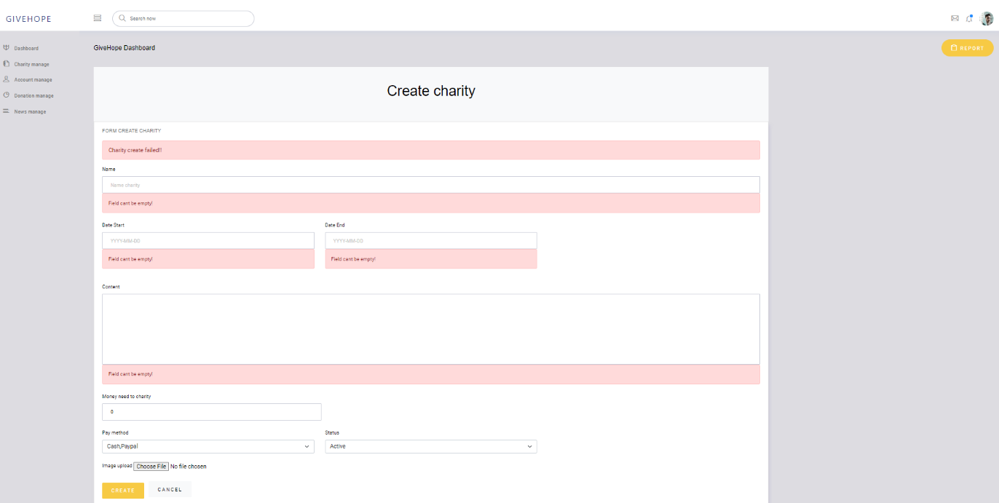 GIVEHOPE
Search now
Dashboard
Charity manage
Account manage
Donation manage
News manage
GiveHope Dashboard
REPORT
Create charity
FORM CREATE CHARITY
Charity create failed!!
Name
Name charity
Field cant be empty!
Date Start Date End
YYYY-MM-DD YYYY-MM-DD
Field cant be empty! Field cant be empty!
Content
Field cant be empty!
Money need to charity
0
Pay method Status
Cash,Paypal Active
Image upload Choose File No file chosen
CREATE CANCEL